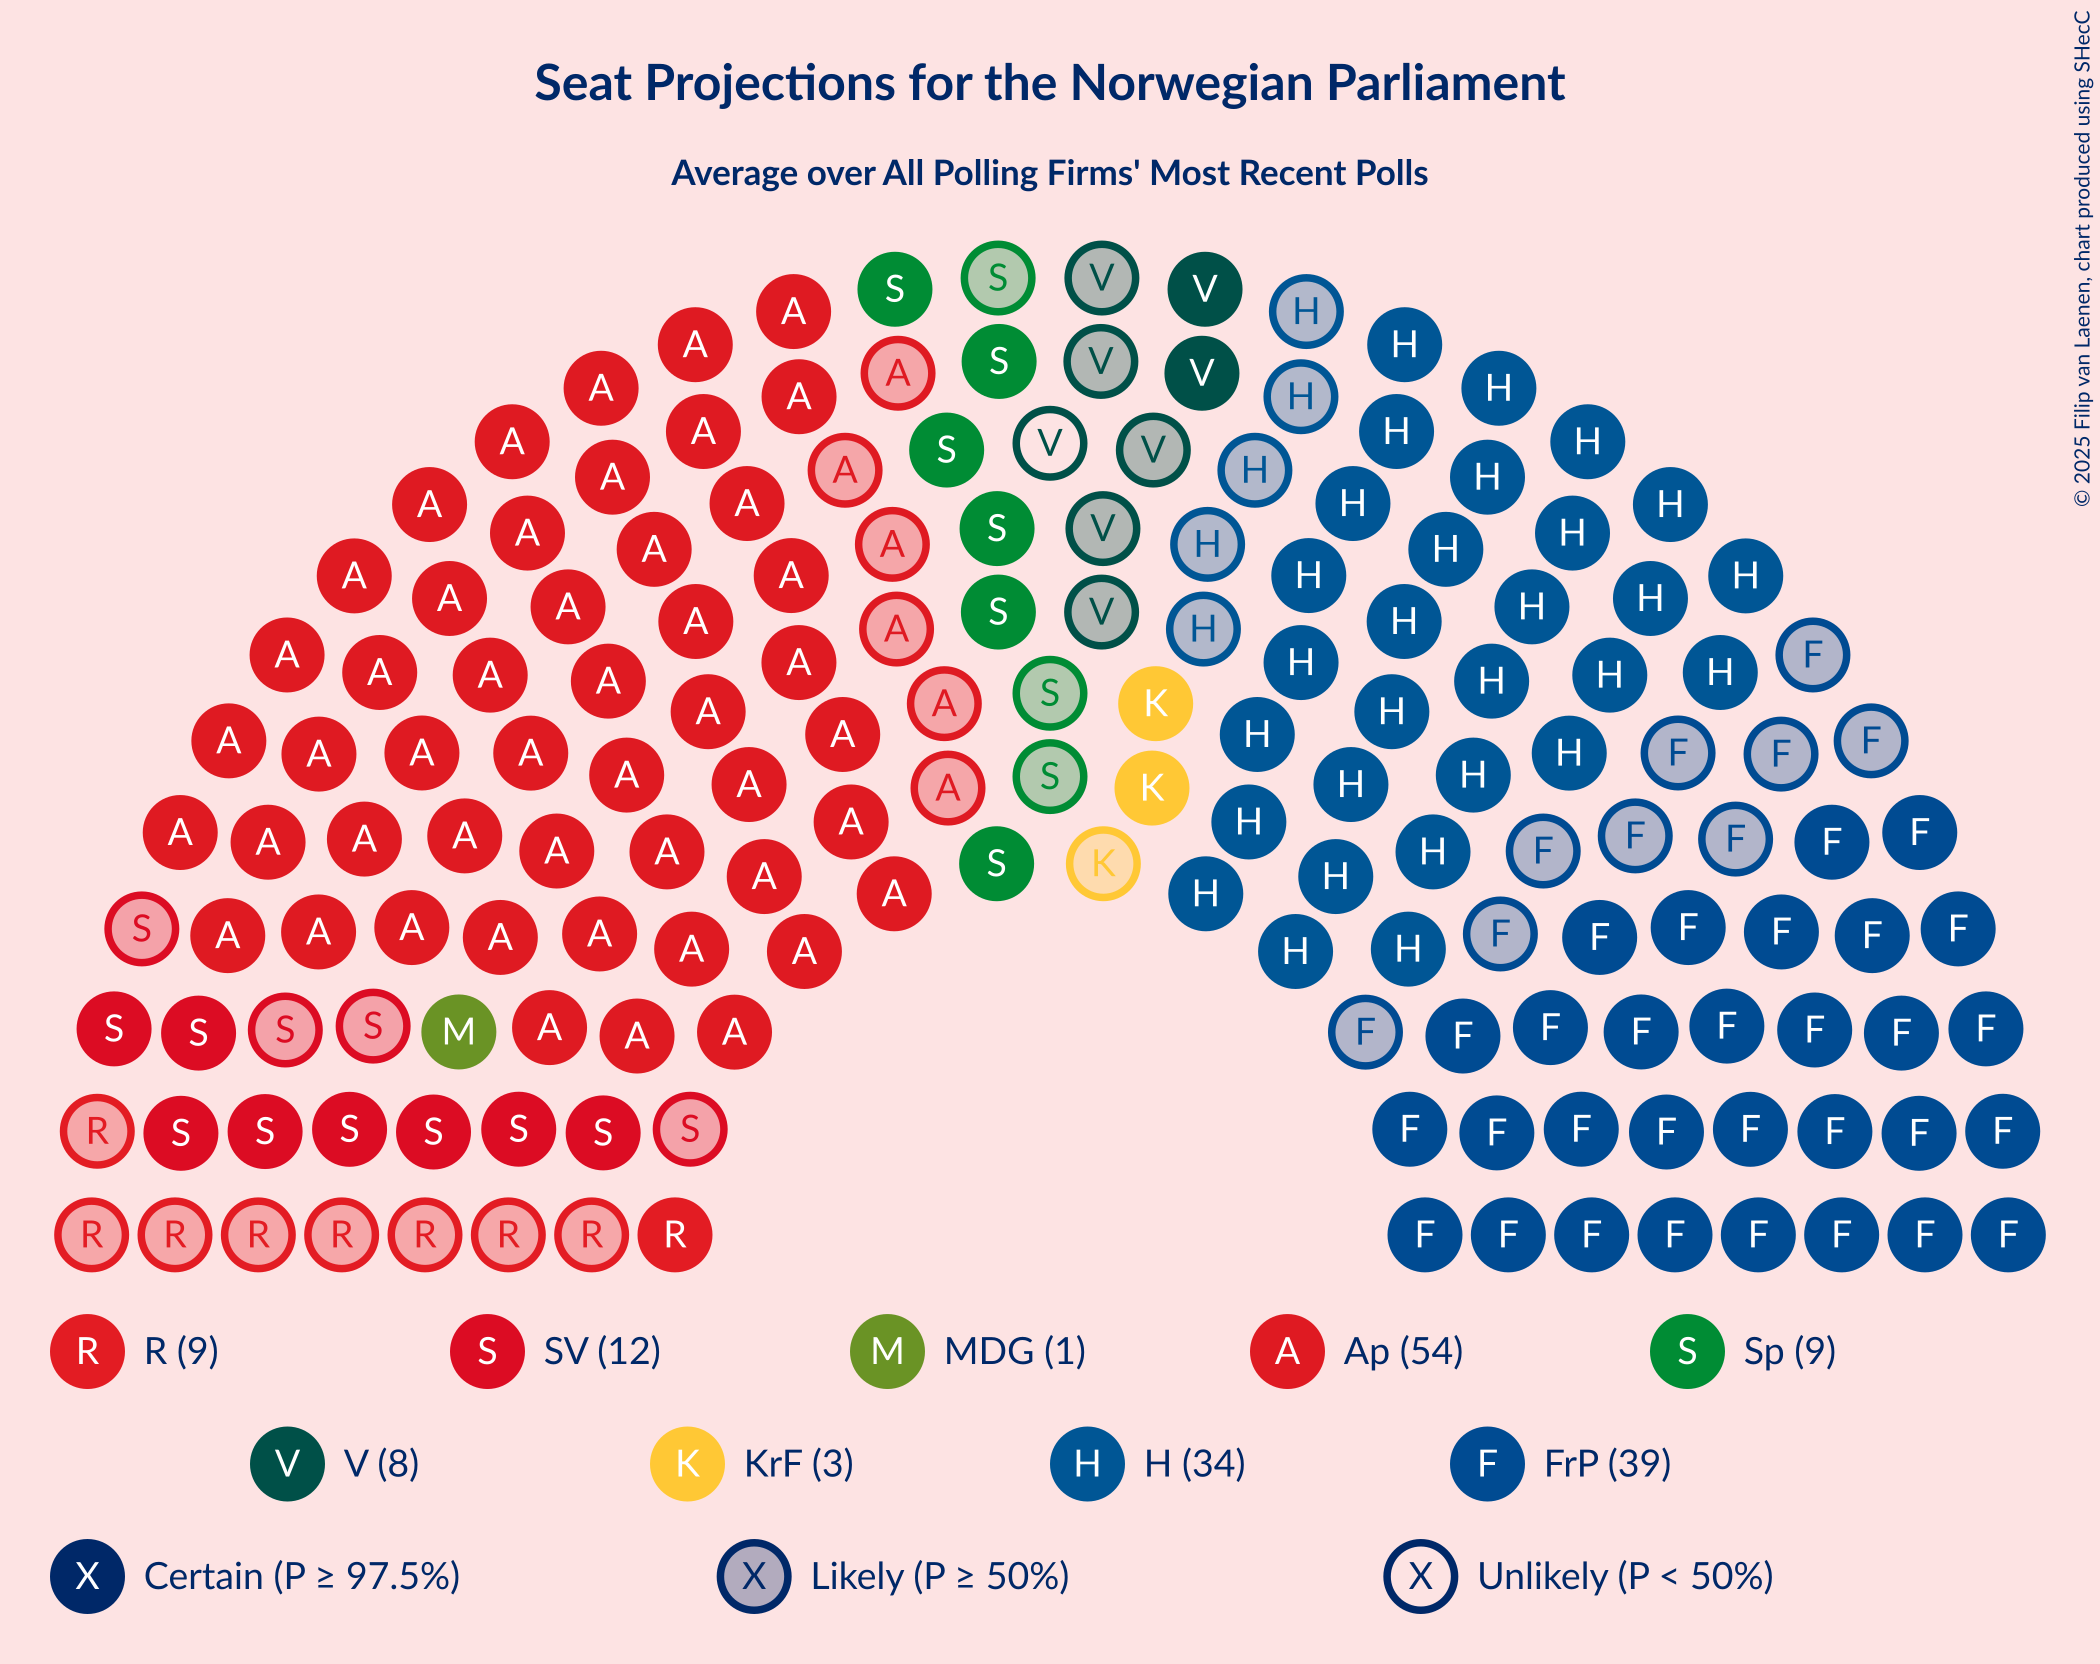 Seat Projections for the Norwegian Parliament
Average over All Polling Firms' Most Recent Polls
© 2025 Filip van Laenen, chart produced using SHecC
S S V V
A H
A H
A S V V
A A H H
A A H
A S V V H
A A H H
A A H H
A S V H
A A H H
A A H H
A A S V H F
A A H H
A A A S K H H H
A A A H F F F
A A A A A H H H
A A S K H F
A A A A A A H H H F F F F F
A A A S K H H
S A A A A A A A H H F F F F F F
S S S S M A A A F F F F F F F F
R S S S S S S S F F F F F F F F
R R R R R R R R F F F F F F F F
R R (9) S SV (12) M MDG (1) A Ap (54) S Sp (9)
V V (8) K KrF (3) H H (34) F FrP (39)
X Certain (P ≥ 97.5%) X Likely (P ≥ 50%) X Unlikely (P < 50%)